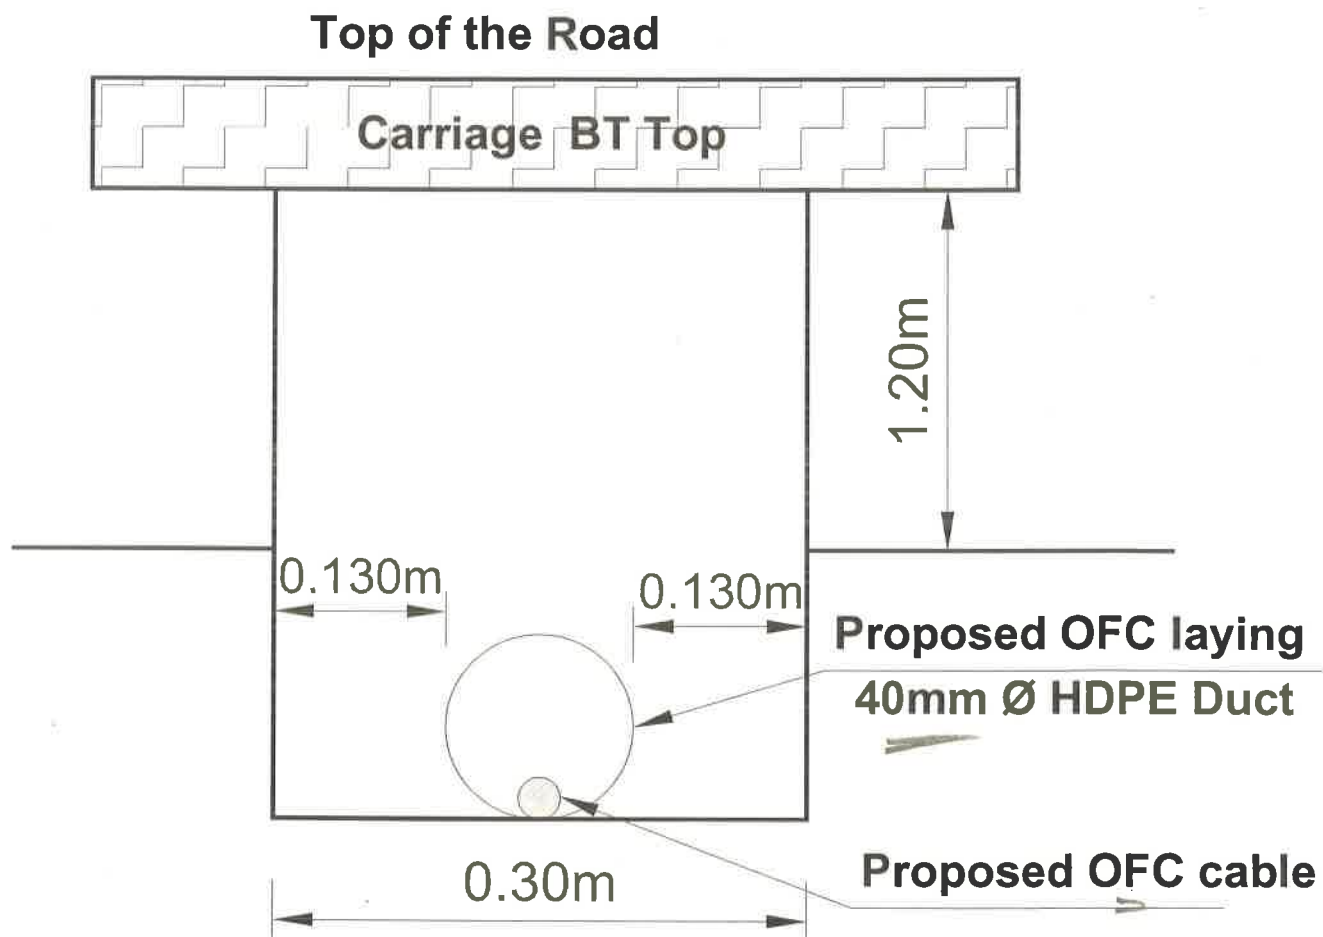 Top of the Road
Carriage BT Top
1.20m
0.130m
0.130m
Proposed OFC laying
40mm Ø HDPE Duct
Proposed OFC cable
0.30m